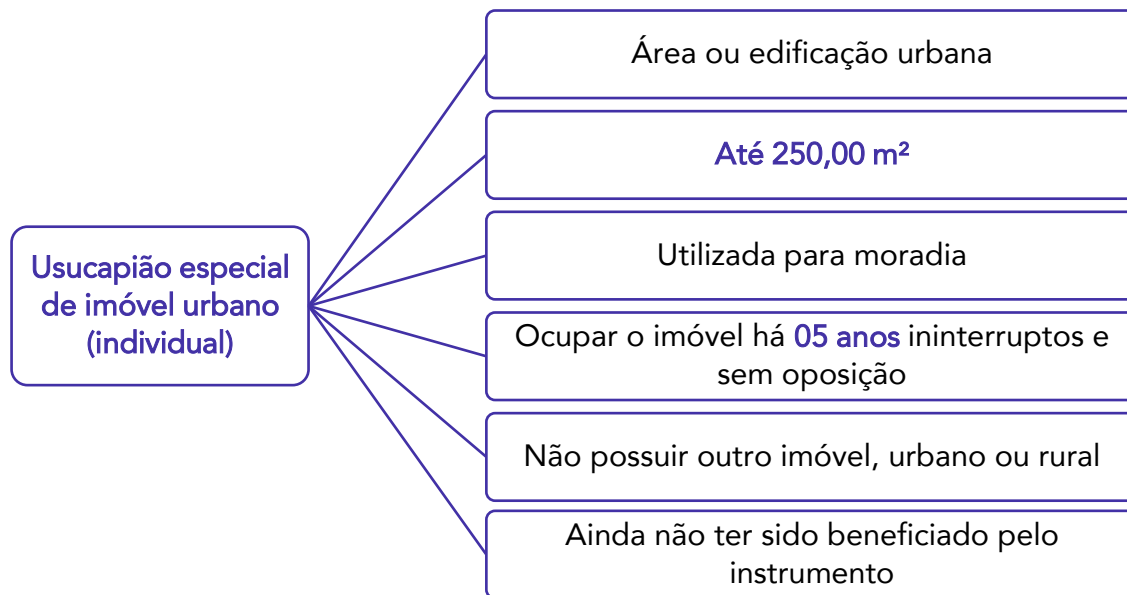 Usucapião especial
de imóvel urbano
(individual)
Área ou edificação urbana
Até 250,00 m²
Utilizada para moradia
Ocupar o imóvel há 05 anos ininterruptos e
sem oposição
Não possuir outro imóvel, urbano ou rural
Ainda não ter sido beneficiado pelo
instrumento